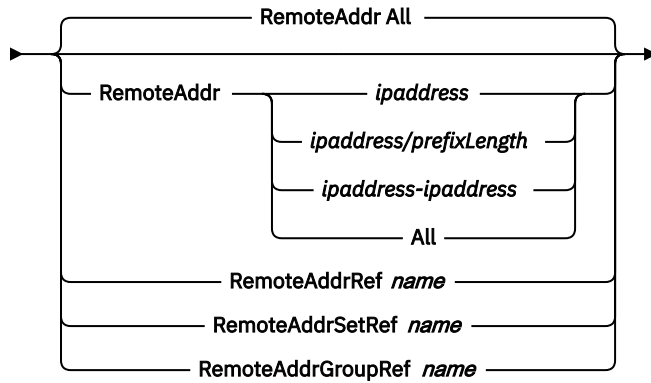 RemoteAddr All
RemoteAddr ipaddress
ipaddress/prefixLength
ipaddress-ipaddress
All
RemoteAddrRef name
RemoteAddrSetRef name
RemoteAddrGroupRef name